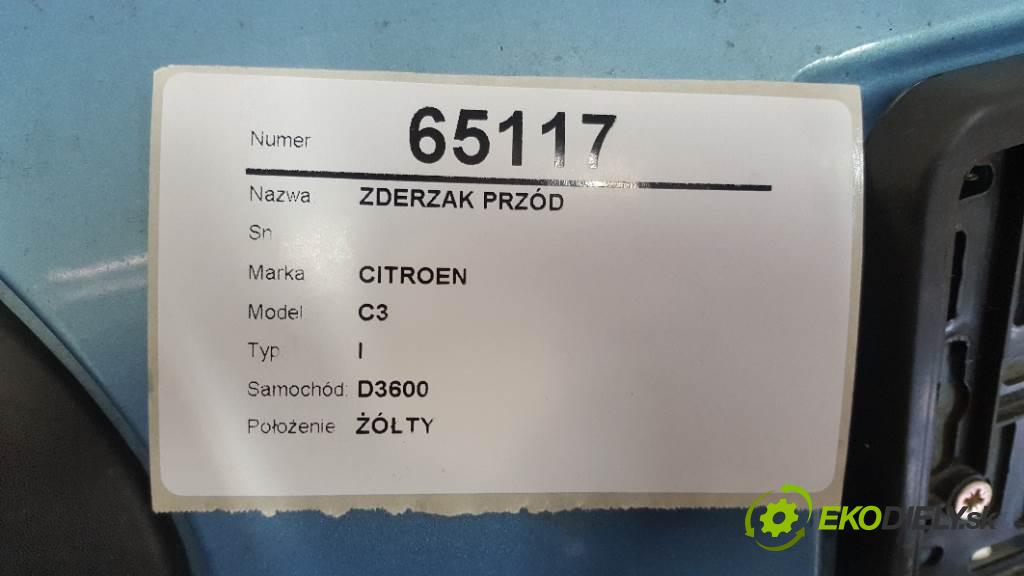 Numer 65117
Nazwa ZDERZAK PRZÓD
Sn
Marka CITROEN
Model C3
Typ I
Samochód: D3600
Położenie ŻÓŁTY
EKODIELY.sk